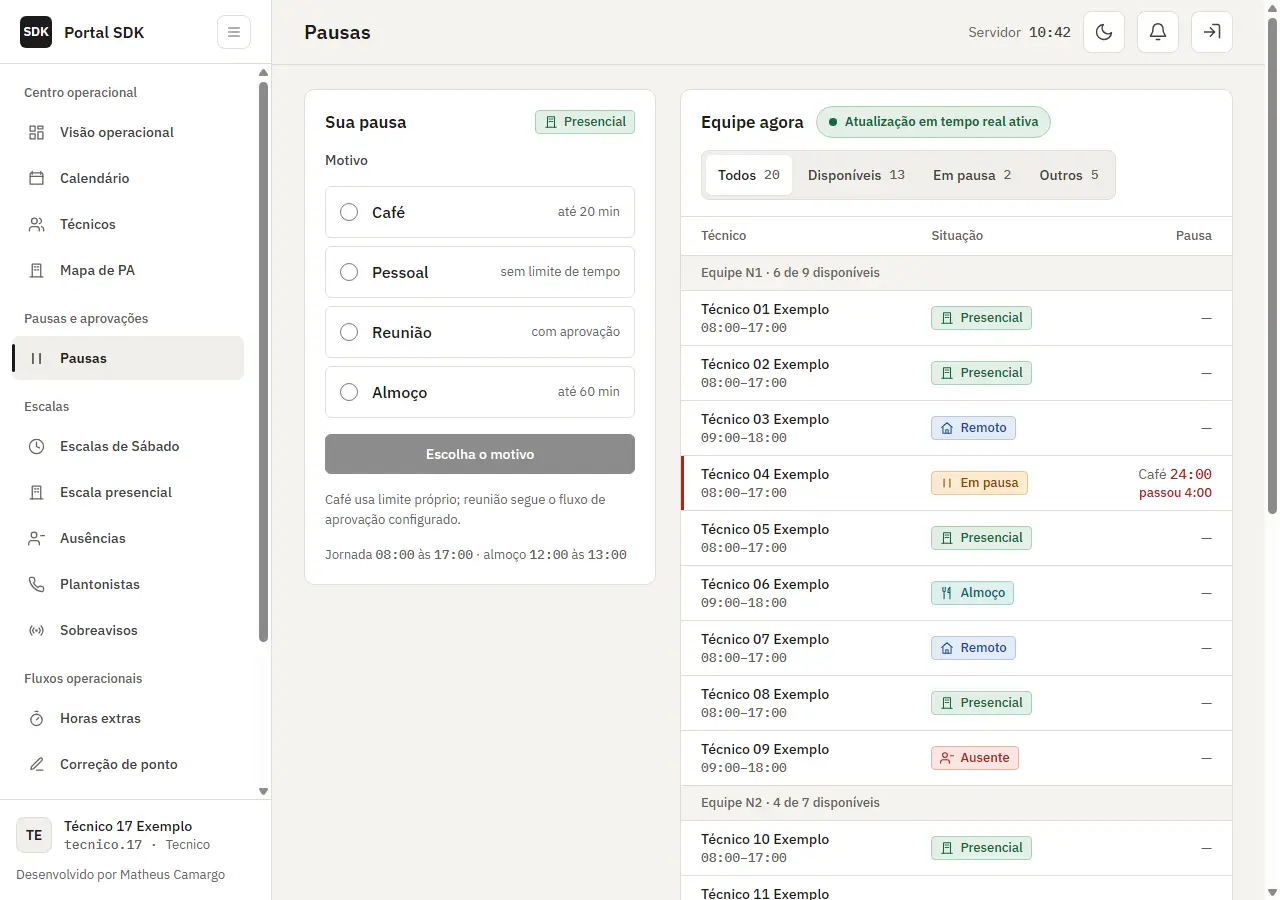 SDK Portal SDK
Centro operacional
Visão operacional
Calendário
Técnicos
Mapa de PA
Pausas e aprovações
Pausas
Escalas
Escalas de Sábado
Escala presencial
Ausências
Plantonistas
Sobreavisos
Fluxos operacionais
Horas extras
Correção de ponto
TE
Técnico 17 Exemplo
tecnico.17 · Tecnico
Desenvolvido por Matheus Camargo
Pausas
Servidor 10:42
Sua pausa
Presencial
Motivo
Café até 20 min
Pessoal sem limite de tempo
Reunião com aprovação
Almoço até 60 min
Escolha o motivo
Café usa limite próprio; reunião segue o fluxo de
aprovação configurado.
Jornada 08:00 às 17:00 · almoço 12:00 às 13:00
Equipe agora
Atualização em tempo real ativa
Todos 20 Disponíveis 13 Em pausa 2 Outros 5
Técnico Situação Pausa
Equipe N1 · 6 de 9 disponíveis
Técnico 01 Exemplo
08:00–17:00
Presencial
—
Técnico 02 Exemplo
08:00–17:00
Presencial
—
Técnico 03 Exemplo
09:00–18:00
Remoto
—
Técnico 04 Exemplo
08:00–17:00
Em pausa
Café 24:00
passou 4:00
Técnico 05 Exemplo
08:00–17:00
Presencial
—
Técnico 06 Exemplo
09:00–18:00
Almoço
—
Técnico 07 Exemplo
08:00–17:00
Remoto
—
Técnico 08 Exemplo
08:00–17:00
Presencial
—
Técnico 09 Exemplo
09:00–18:00
Ausente
—
Equipe N2 · 4 de 7 disponíveis
Técnico 10 Exemplo
08:00–17:00
Presencial
—
Técnico 11 Exemplo